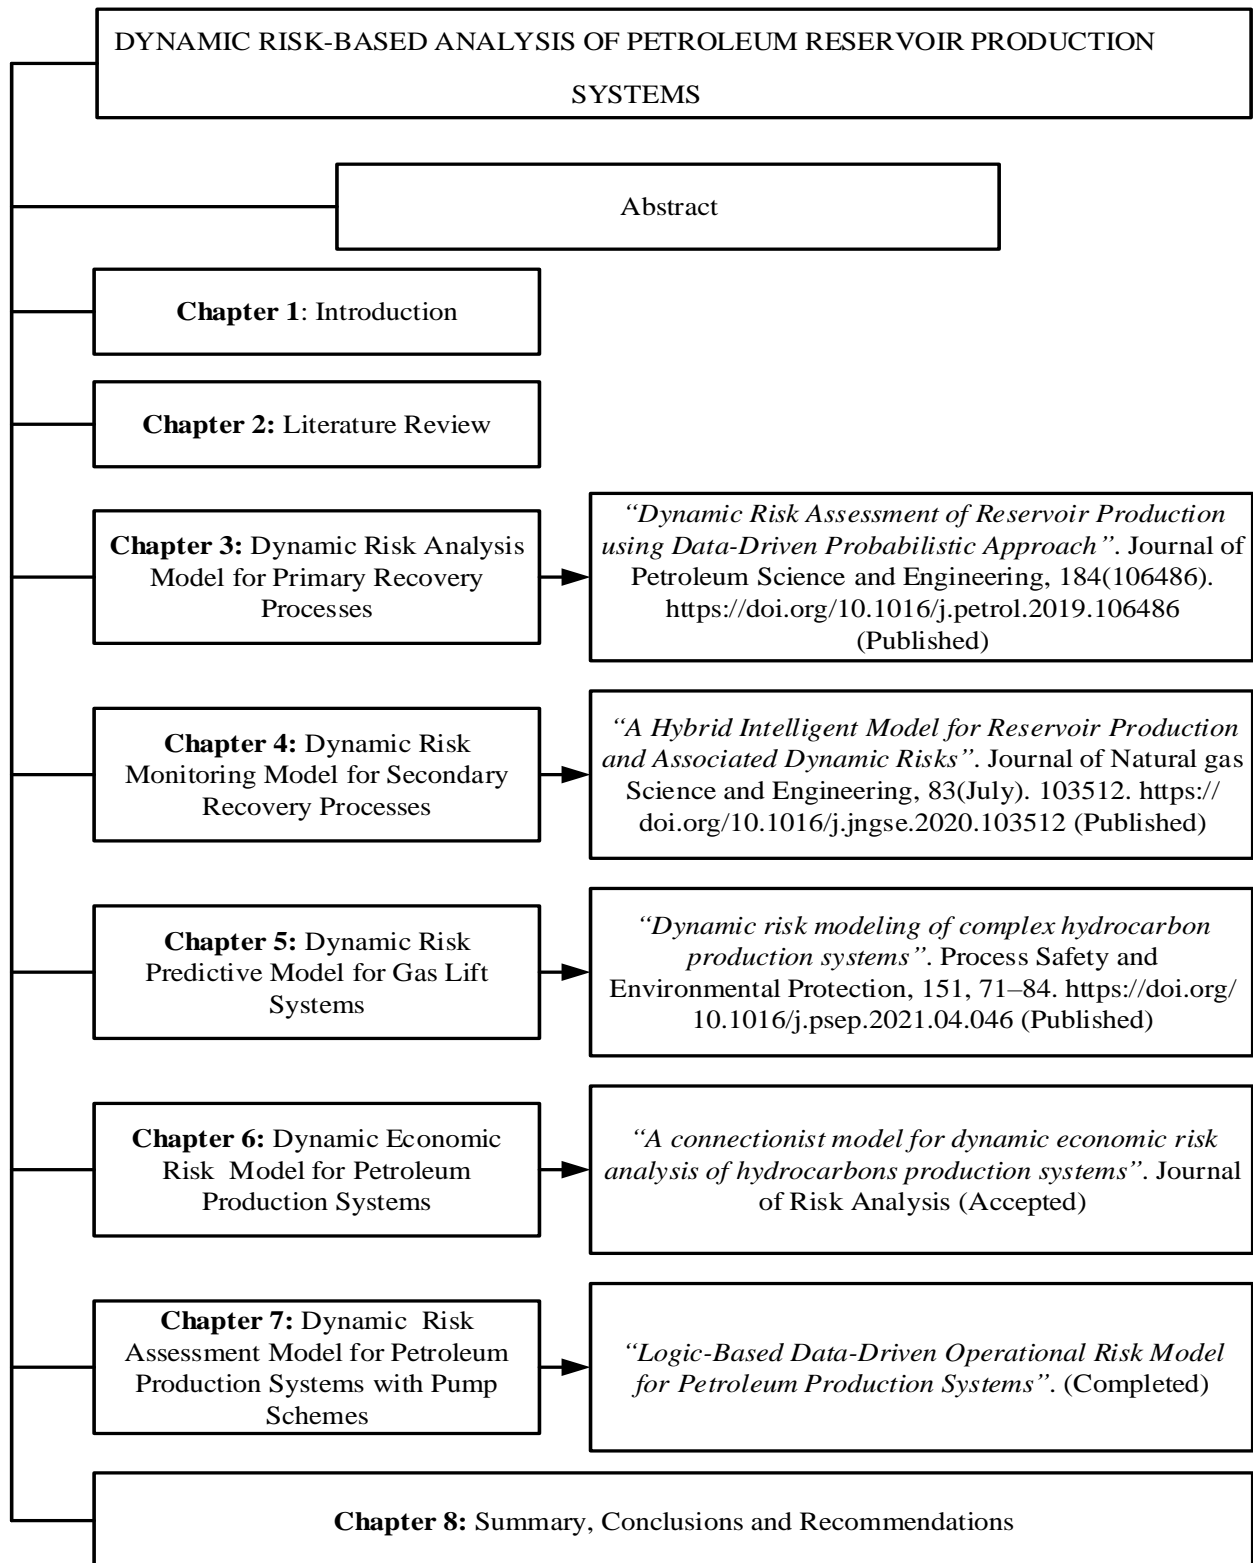 DYNAMIC RISK-BASED ANALYSIS OF PETROLEUM RESERVOIR PRODUCTION
SYSTEMS
Abstract
Chapter 1: Introduction
Chapter 2: Literature Review
Chapter 3: Dynamic Risk Analysis
Model for Primary Recovery
Processes
“Dynamic Risk Assessment of Reservoir Production
using Data-Driven Probabilistic Approach”. Journal of
Petroleum Science and Engineering, 184(106486).
https://doi.org/10.1016/j.petrol.2019.106486
(Published)
Chapter 4: Dynamic Risk
Monitoring Model for Secondary
Recovery Processes
“A Hybrid Intelligent Model for Reservoir Production
and Associated Dynamic Risks”. Journal of Natural gas
Science and Engineering, 83(July). 103512. https://
doi.org/10.1016/j.jngse.2020.103512 (Published)
Chapter 5: Dynamic Risk
Predictive Model for Gas Lift
Systems
“Dynamic risk modeling of complex hydrocarbon
production systems”. Process Safety and
Environmental Protection, 151, 71–84. https://doi.org/
10.1016/j.psep.2021.04.046 (Published)
Chapter 6: Dynamic Economic
Risk Model for Petroleum
Production Systems
“A connectionist model for dynamic economic risk
analysis of hydrocarbons production systems”. Journal
of Risk Analysis (Accepted)
Chapter 7: Dynamic Risk
Assessment Model for Petroleum
Production Systems with Pump
Schemes
“Logic-Based Data-Driven Operational Risk Model
for Petroleum Production Systems”. (Completed)
Chapter 8: Summary, Conclusions and Recommendations